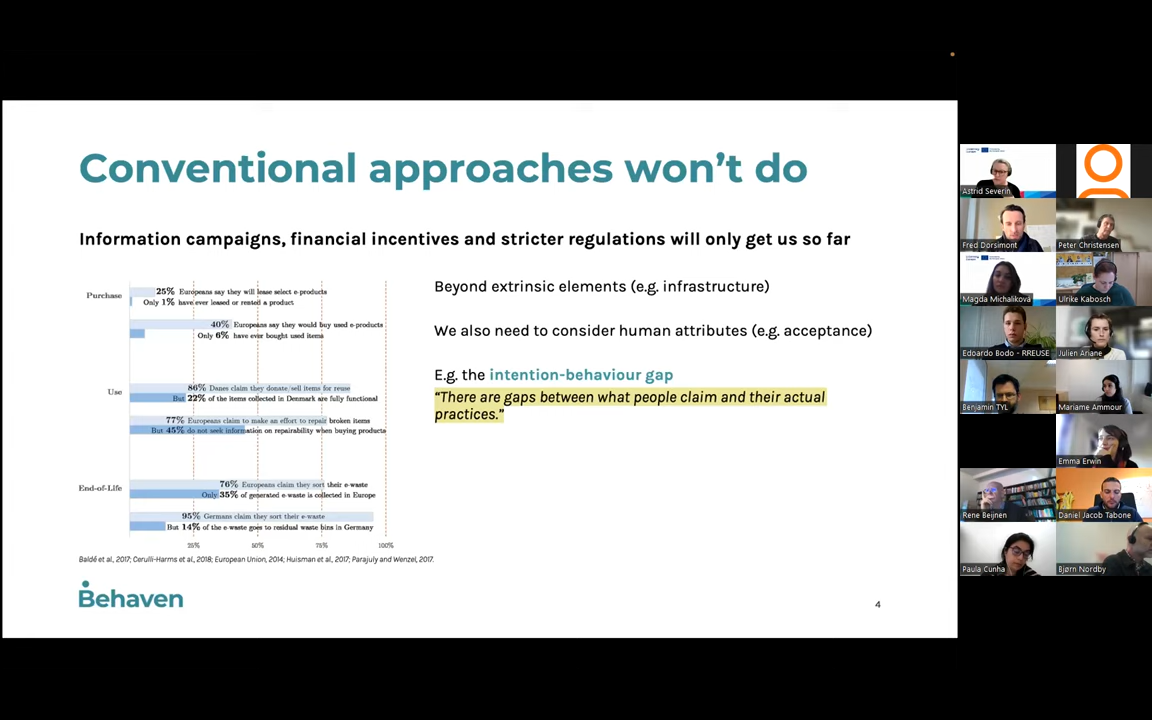 Conventional approaches won't do
Information campaigns, financial incentives and stricter regulations will only get us so far
Purchase
25% Europeans say they will lease select e-products
Only 1% have ever leased or rented a product
40% Europeans say they would buy used e-products
Only 6% have ever bought used items
Use
86% Danes claim they donate/sell items for reuse
But 22% of the items collected in Denmark are fully functional
77% Europeans claim to make an effort to repair broken items
But 45% do not seek information on repairability when buying products
End-of-Life
76% Europeans claim they sort their e-waste
Only 35% of generated e-waste is collected in Europe
95% Germans claim they sort their e-waste
But 14% of the e-waste goes to residual waste bins in Germany
25% 50% 75% 100%
Baldé et al., 2017; Cerulli-Harms et al., 2018; European Union, 2014; Huisman et al., 2017; Parajuly and Wenzel, 2017.
Beyond extrinsic elements (e.g. infrastructure)
We also need to consider human attributes (e.g. acceptance)
E.g. the intention-behaviour gap
“There are gaps between what people claim and their actual
practices.”
Behaven
4
Astrid Severin
Fred Dorsimont
Peter Christensen
Magda Michaliková
Ulrike Kabosch
Edoardo Bodo - RREUSE
Julien Ariane
Benjamin TYL
Mariame Ammour
Emma Erwin
Rene Beijnen
Daniel Jacob Tabone
Paula Cunha
Bjørn Nordby